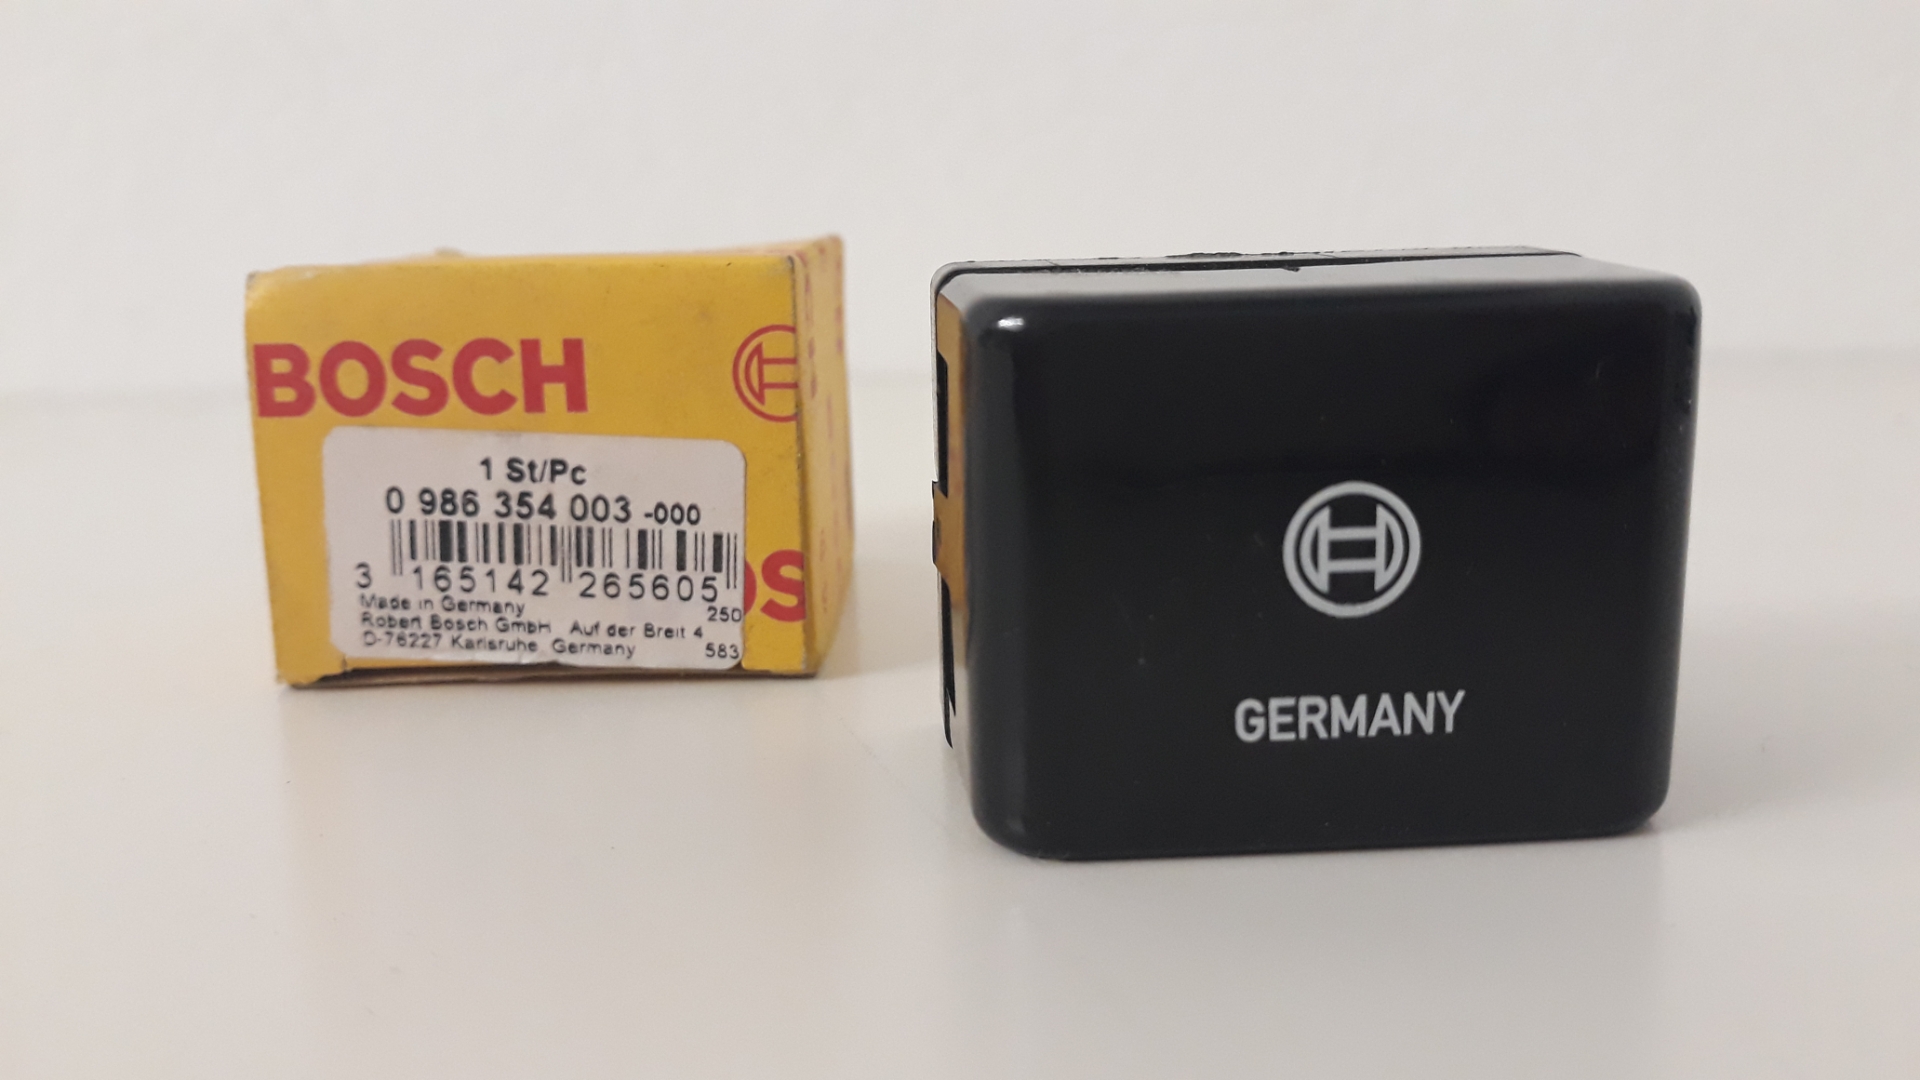 BOSCH
1 St/Pc
0 986 354 003 -000
3 165142 265605
Made in Germany 250
Robert Bosch GmbH Auf der Breit 4
D-76227 Karlsruhe Germany 583
OS
GERMANY